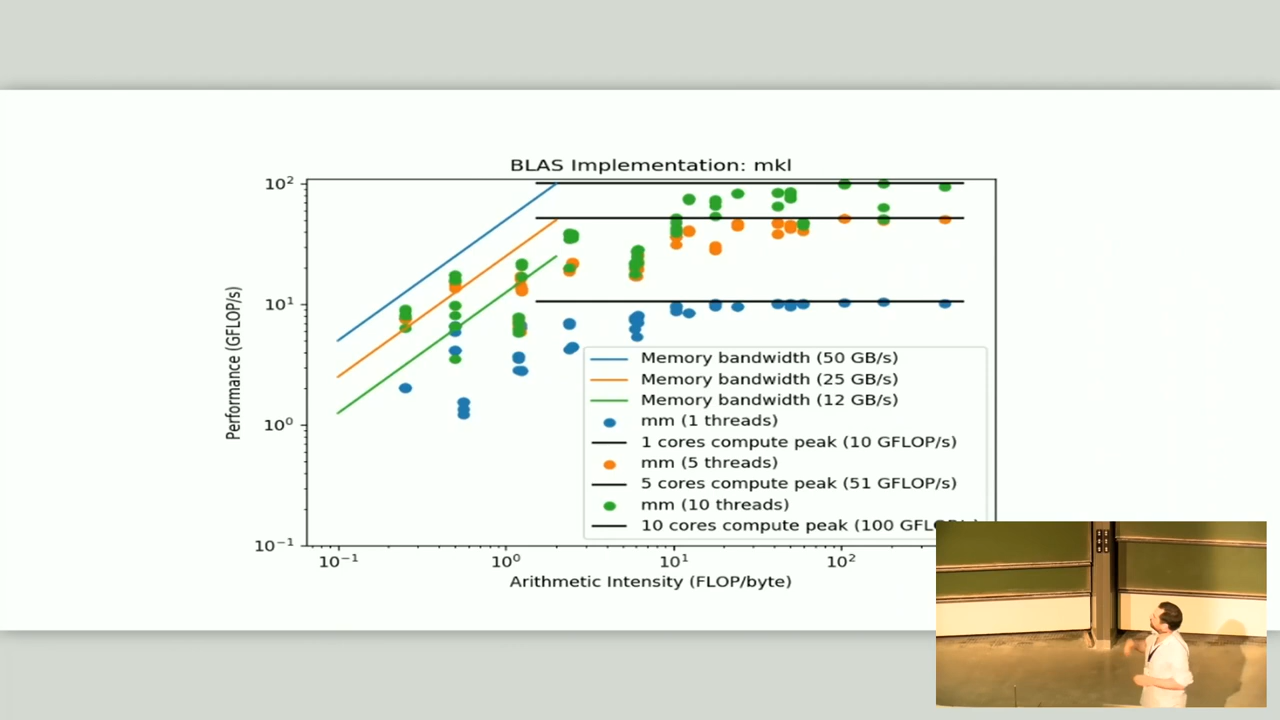 BLAS Implementation: mkl
10²
10¹
10⁰
10⁻¹
Performance (GFLOP/s)
Memory bandwidth (50 GB/s)
Memory bandwidth (25 GB/s)
Memory bandwidth (12 GB/s)
mm (1 threads)
1 cores compute peak (10 GFLOP/s)
mm (5 threads)
5 cores compute peak (51 GFLOP/s)
mm (10 threads)
10 cores compute peak (100
10⁻¹ 10⁰ 10¹ 10²
Arithmetic Intensity (FLOP/byte)